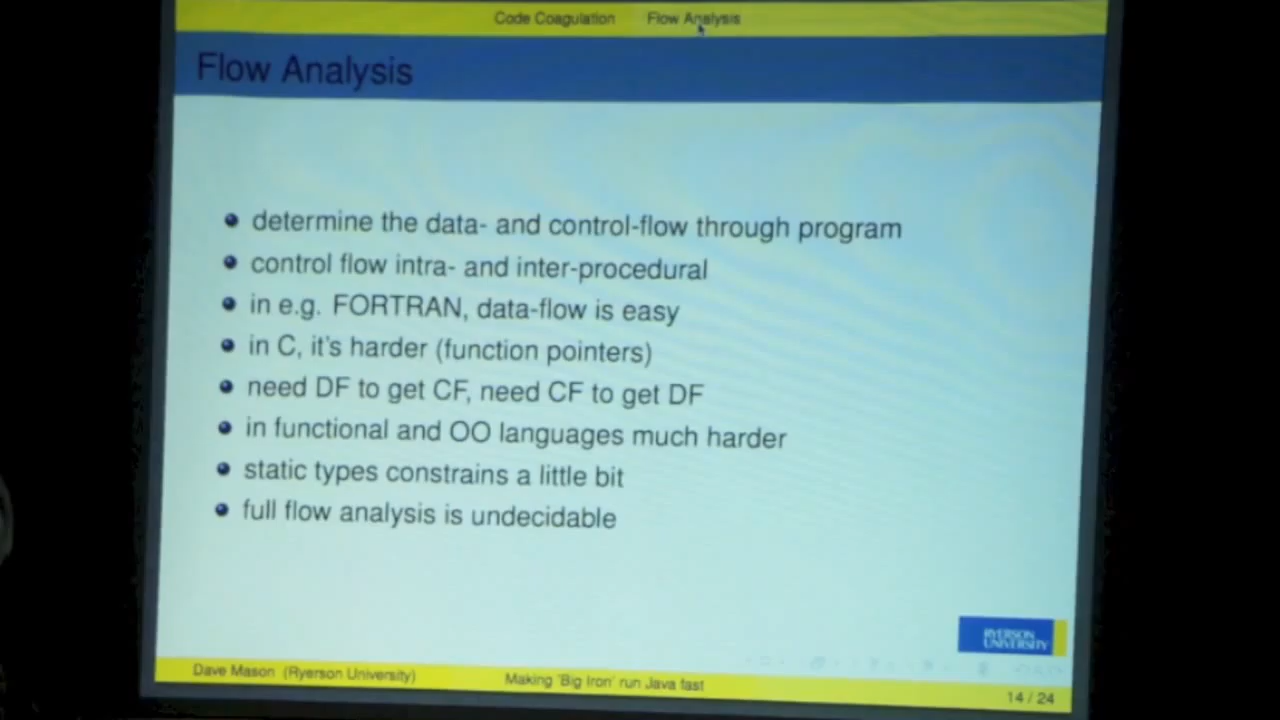 Code Coagulation Flow Analysis
Flow Analysis
determine the data- and control-flow through program
control flow intra- and inter-procedural
in e.g. FORTRAN, data-flow is easy
in C, it's harder (function pointers)
need DF to get CF, need CF to get DF
in functional and OO languages much harder
static types constrains a little bit
full flow analysis is undecidable
RYERSON
UNIVERSITY
Dave Mason (Ryerson University) Making 'Big Iron' run Java fast 14 / 24